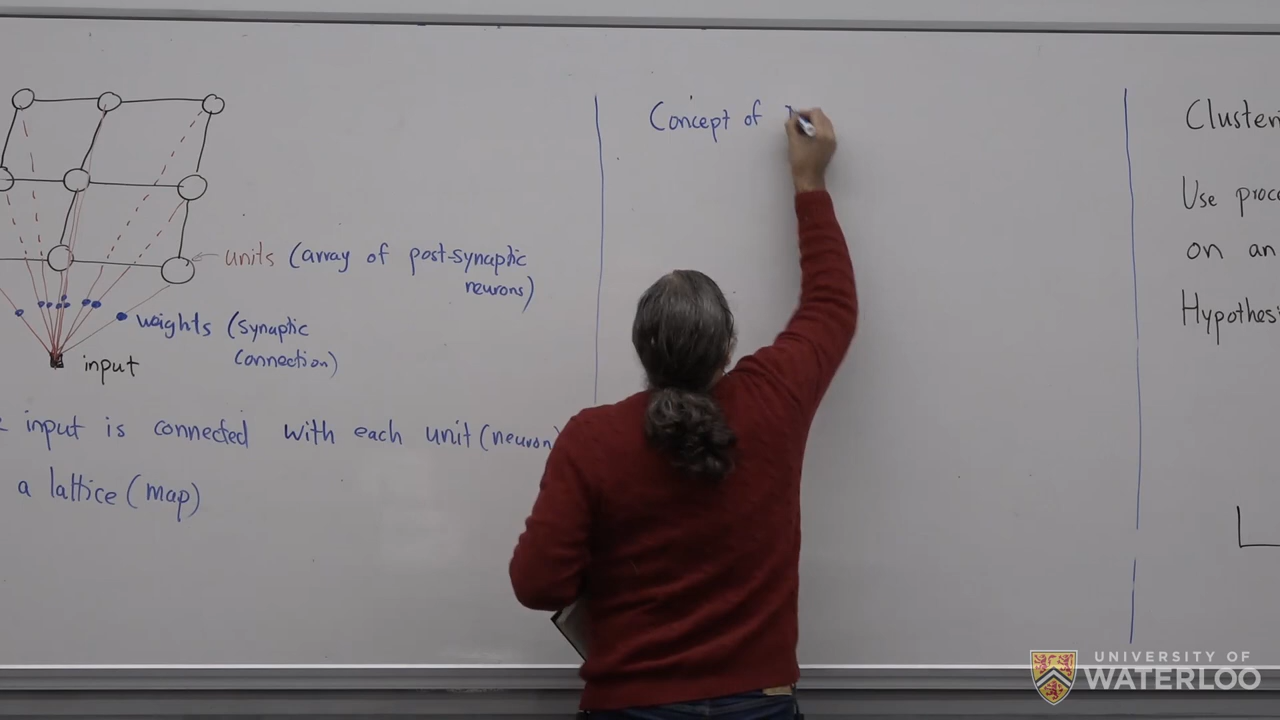 units (array of post-synaptic
neurons)
weights (synaptic
connection)
input
input is connected with each unit (neuron)
a lattice (map)
Concept of
Cluster
Use proc
on an
Hypothes
UNIVERSITY OF
WATERLOO